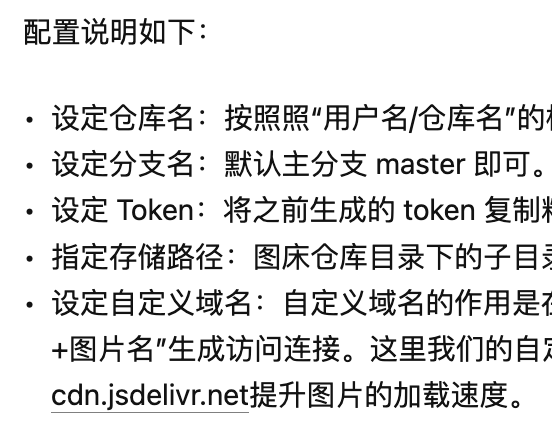 配置说明如下：
• 设定仓库名：按照照“用户名/仓库名”的
• 设定分支名：默认主分支 master 即可。
• 设定 Token：将之前生成的 token 复制
• 指定存储路径：图床仓库目录下的子目录
• 设定自定义域名：自定义域名的作用是在
+图片名”生成访问连接。这里我们的自定
cdn.jsdelivr.net提升图片的加载速度。